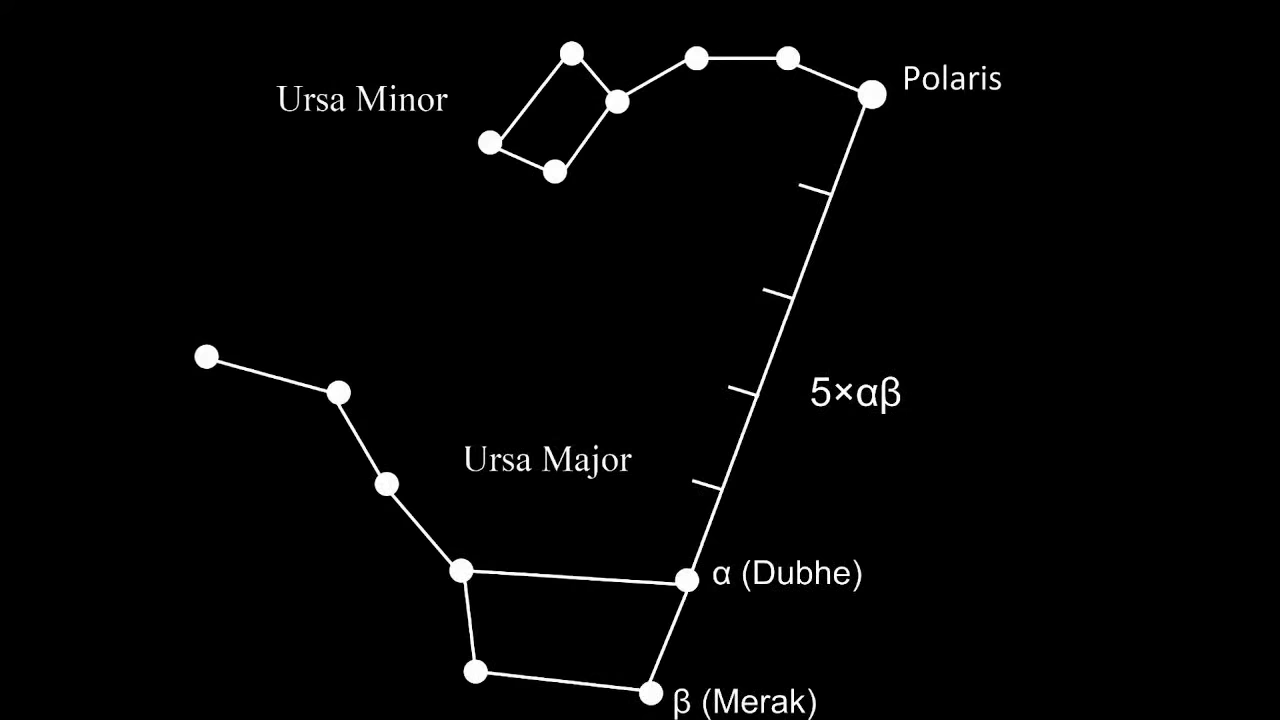 Polaris
Ursa Minor
5×αβ
Ursa Major
α (Dubhe)
β (Merak)